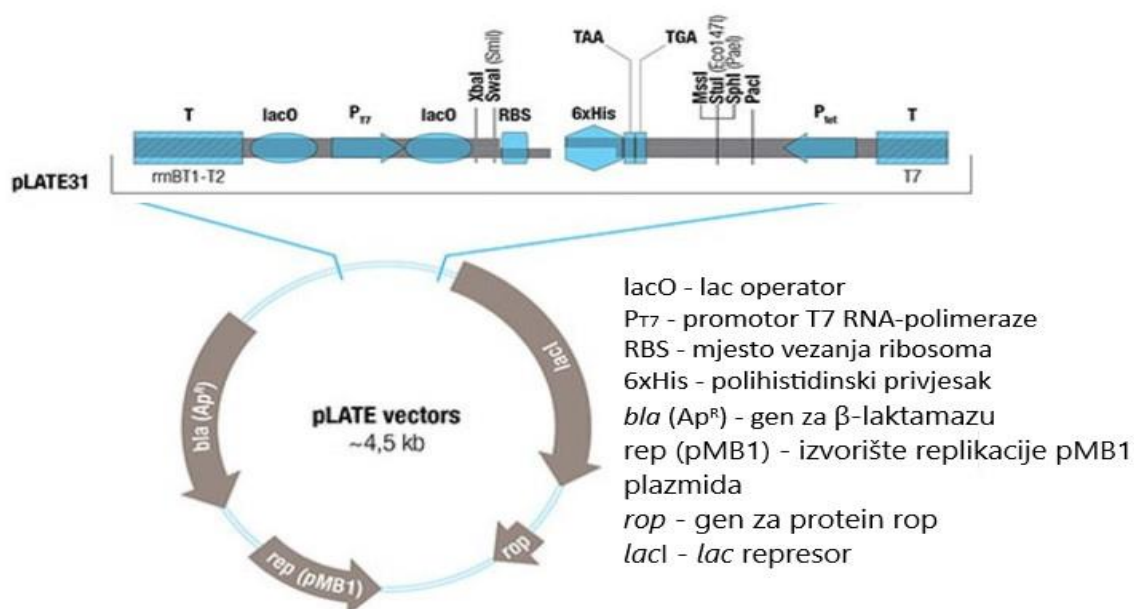 TAA
TGA
MssI
StuI (Eco147I)
SphI (PaeI)
PacI
XbaI
SwaI (SmiI)
T
lacO
P T7
lacO
RBS
6xHis
P tet
T
rrnBT1-T2
T7
pLATE31
lacI
bla (Apᴿ)
pLATE vectors
~4,5 kb
rep (pMB1)
rop
lacO - lac operator
PT7 - promotor T7 RNA-polimeraze
RBS - mjesto vezanja ribosoma
6xHis - polihistidinski privjesak
bla (Apᴿ) - gen za β-laktamazu
rep (pMB1) - izvorište replikacije pMB1
plazmida
rop - gen za protein rop
lacI - lac represor